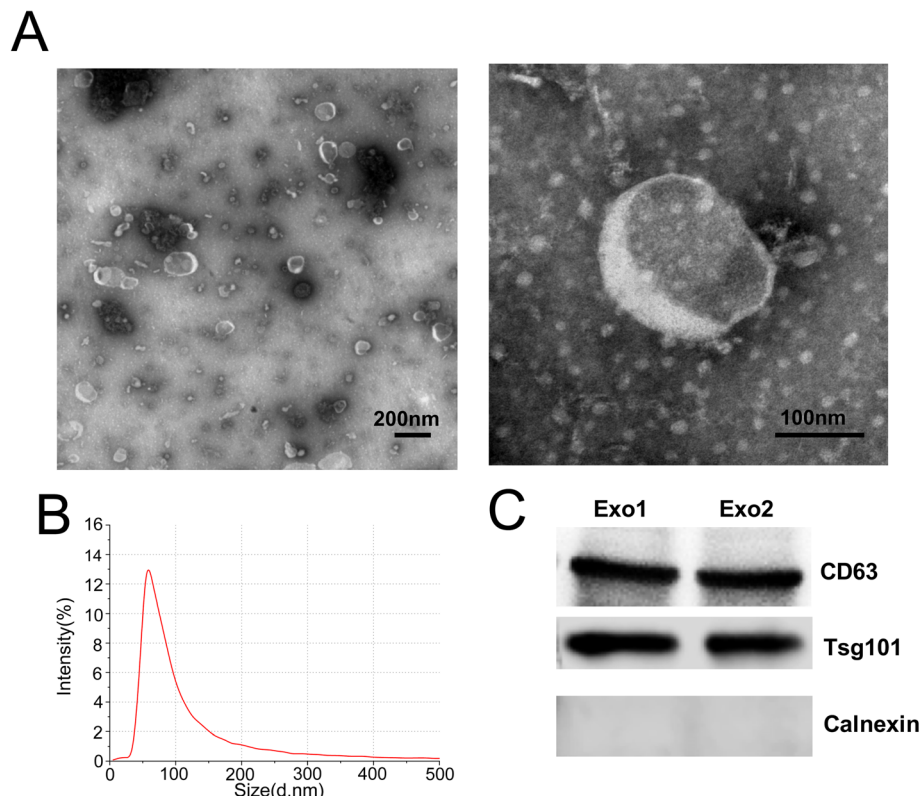 A
200nm
100nm
B
16
14
12
10
8
6
4
2
0
Intensity(%)
0 100 200 300 400 500
Size(d.nm)
C
Exo1 Exo2
CD63
Tsg101
Calnexin